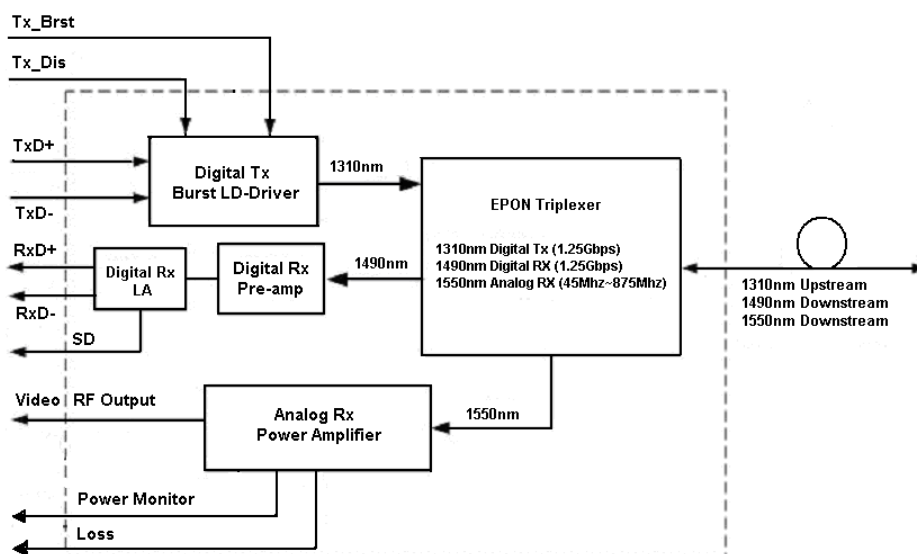 Tx_Brst
Tx_Dis
TxD+
TxD-
Digital Tx
Burst LD-Driver
1310nm
EPON Triplexer
1310nm Digital Tx (1.25Gbps)
1490nm Digital RX (1.25Gbps)
1550nm Analog RX (45Mhz~875Mhz)
RxD+
RxD-
SD
Digital Rx
LA
Digital Rx
Pre-amp
1490nm
1310nm Upstream
1490nm Downstream
1550nm Downstream
Video RF Output
Analog Rx
Power Amplifier
1550nm
Power Monitor
Loss